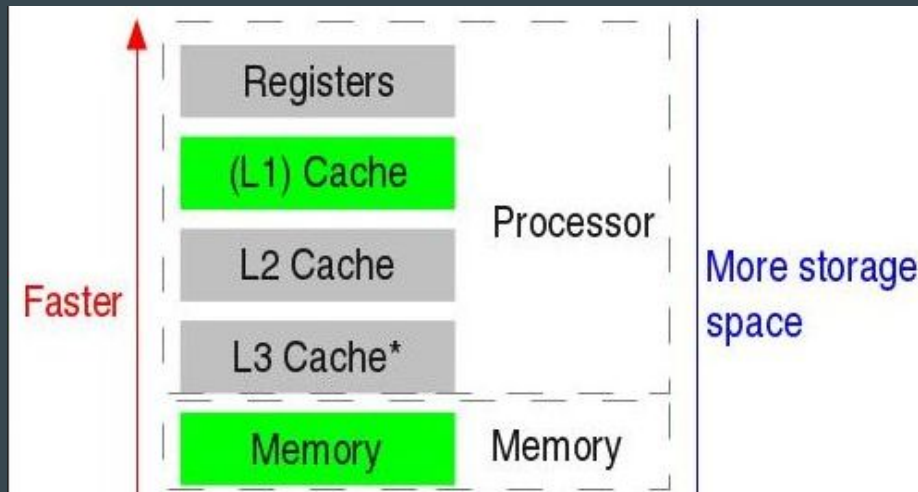 Registers
(L1) Cache
Processor
L2 Cache
More storage
space
Faster
L3 Cache*
Memory
Memory